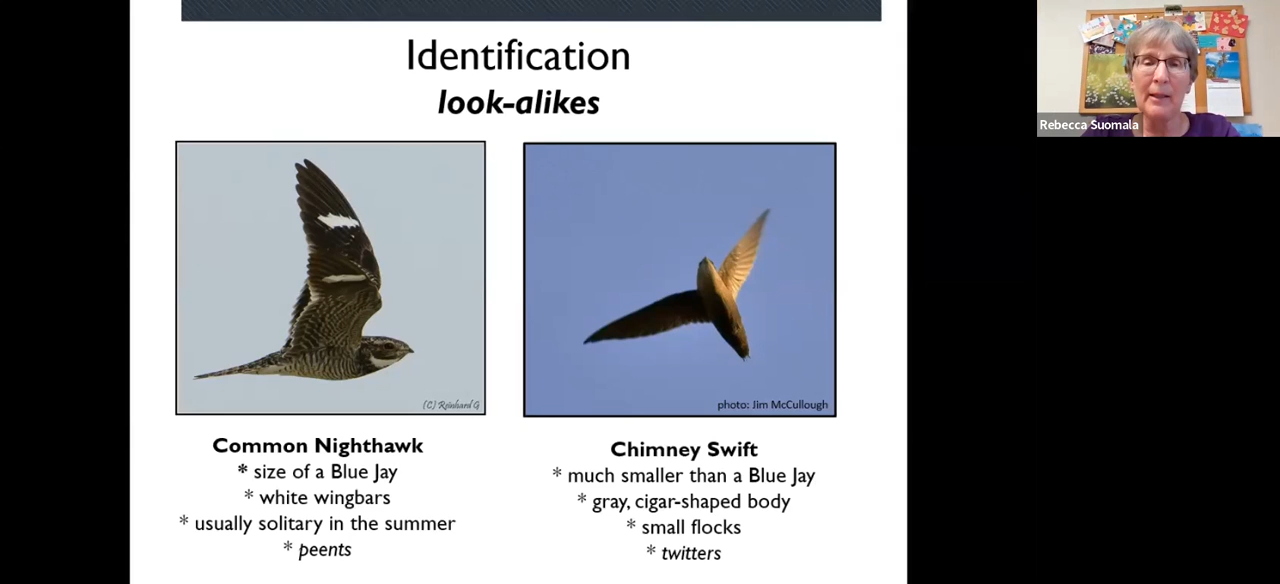 Identification
look-alikes
Rebecca Suomala
(C) Reinhard G
photo: Jim McCullough
Common Nighthawk
* size of a Blue Jay
* white wingbars
* usually solitary in the summer
* peents
Chimney Swift
* much smaller than a Blue Jay
* gray, cigar-shaped body
* small flocks
* twitters